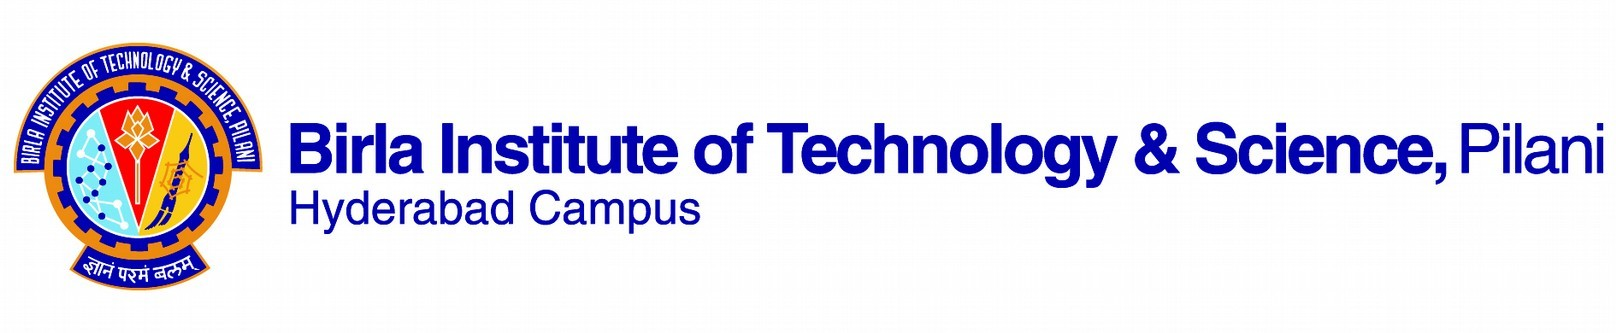 BIRLA INSTITUTE OF TECHNOLOGY & SCIENCE, PILANI
ज्ञानं परमं बलम्
Birla Institute of Technology & Science, Pilani
Hyderabad Campus